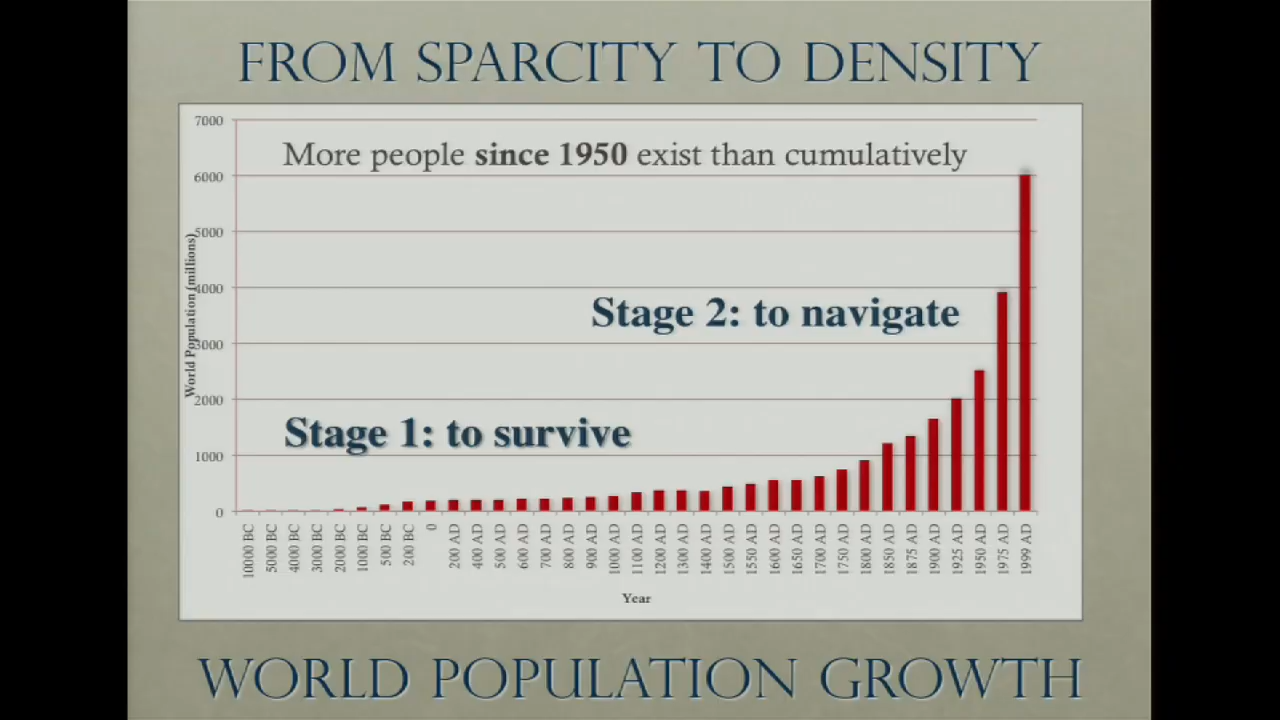 FROM SPARCITY TO DENSITY
7000
More people since 1950 exist than cumulatively
6000
5000
World Population (millions)
4000
Stage 2: to navigate
3000
2000
Stage 1: to survive
1000
0
10000 BC 5000 BC 4000 BC 3000 BC 2000 BC 1000 BC 500 BC 200 BC 0 200 AD 400 AD 500 AD 600 AD 700 AD 800 AD 900 AD 1000 AD 1100 AD 1200 AD 1300 AD 1400 AD 1500 AD 1550 AD 1600 AD 1650 AD 1700 AD 1750 AD 1800 AD 1850 AD 1875 AD 1900 AD 1925 AD 1950 AD 1975 AD 1999 AD
Year
WORLD POPULATION GROWTH